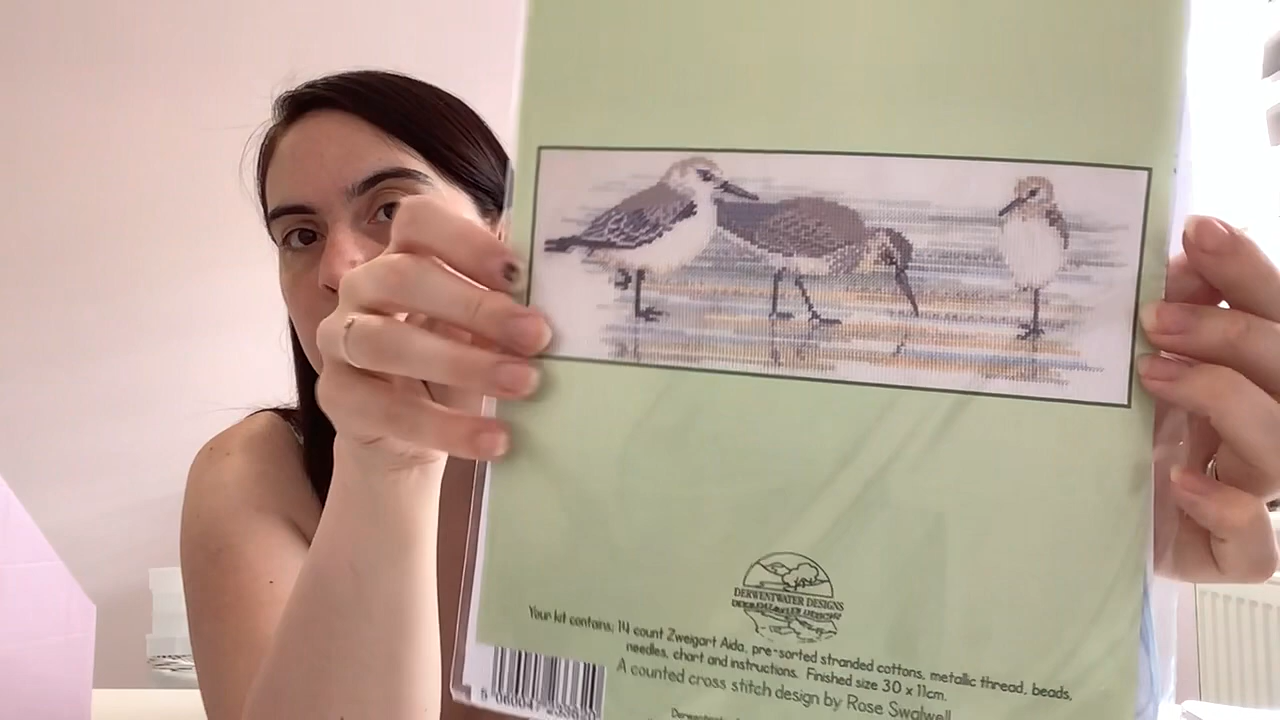 DERWENTWATER DESIGNS
Your kit contains: 14 count Zweigart Aida, pre-sorted stranded cottons, metallic thread, beads,
needles, chart and instructions. Finished size 30 x 11cm.
A counted cross stitch design by Rose Swalwell